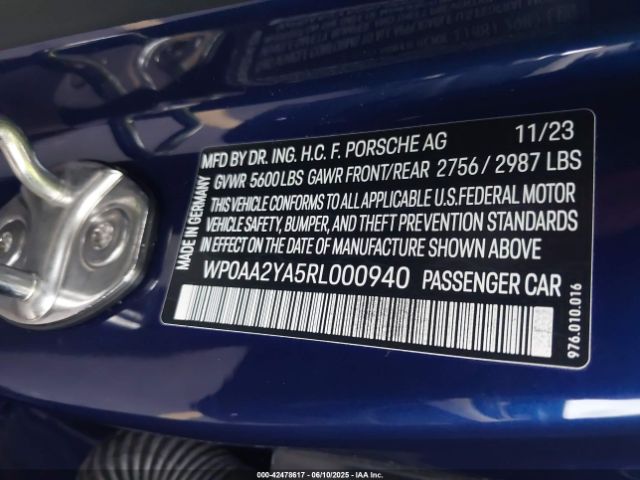 MFD BY DR. ING. H.C. F. PORSCHE AG 11/23
GVWR 5600 LBS GAWR FRONT/REAR 2756 / 2987 LBS
THIS VEHICLE CONFORMS TO ALL APPLICABLE U.S. FEDERAL MOTOR
VEHICLE SAFETY, BUMPER, AND THEFT PREVENTION STANDARDS
IN EFFECT ON THE DATE OF MANUFACTURE SHOWN ABOVE
WP0AA2YA5RL000940 PASSENGER CAR
MADE IN GERMANY
976.010.016
000-42478617 - 06/10/2025 - IAAI.COM